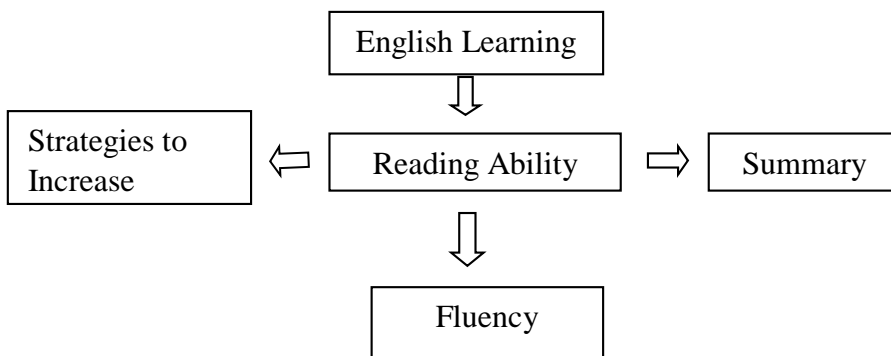 English Learning
Strategies to
Increase
Reading Ability
Summary
Fluency